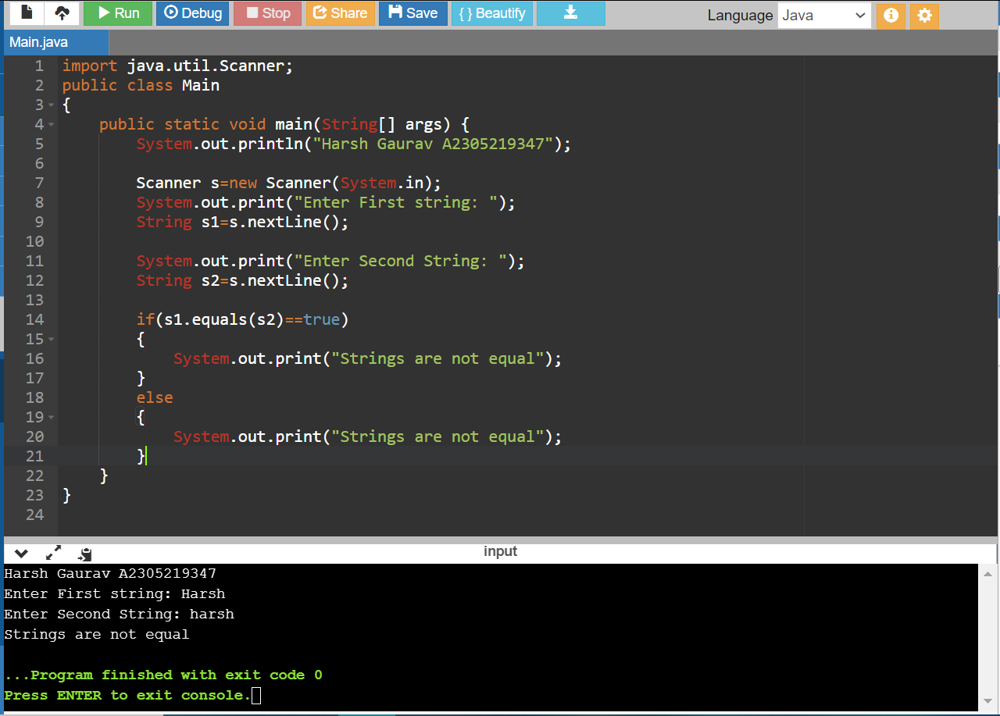 Run Debug Stop Share Save { } Beautify Language Java
Main.java
1 import java.util.Scanner;
2 public class Main
3 {
4     public static void main(String[] args) {
5         System.out.println("Harsh Gaurav A2305219347");
6
7         Scanner s=new Scanner(System.in);
8         System.out.print("Enter First string: ");
9         String s1=s.nextLine();
10
11         System.out.print("Enter Second String: ");
12         String s2=s.nextLine();
13
14         if(s1.equals(s2)==true)
15         {
16             System.out.print("Strings are not equal");
17         }
18         else
19         {
20             System.out.print("Strings are not equal");
21         }
22     }
23 }
24
input
Harsh Gaurav A2305219347
Enter First string: Harsh
Enter Second String: harsh
Strings are not equal
...Program finished with exit code 0
Press ENTER to exit console.